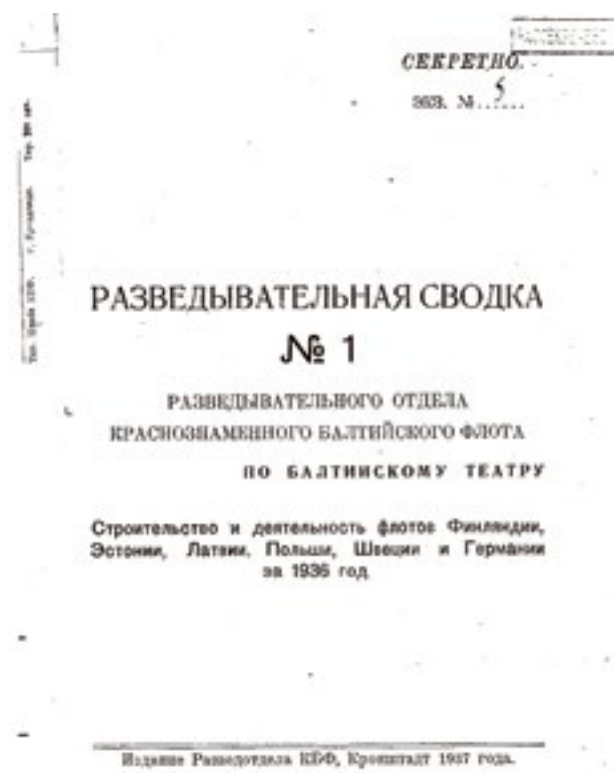 СЕКРЕТНО.
ЭКЗ. № 5
РАЗВЕДЫВАТЕЛЬНАЯ СВОДКА
№ 1
РАЗВЕДЫВАТЕЛЬНОГО ОТДЕЛА
КРАСНОЗНАМЕННОГО БАЛТИЙСКОГО ФЛОТА
ПО БАЛТИЙСКОМУ ТЕАТРУ
Строительство и деятельность флотов Финляндии,
Эстонии, Латвии, Польши, Швеции и Германии
за 1936 год
Издание Разведотдела КБФ, Кронштадт 1937 года.